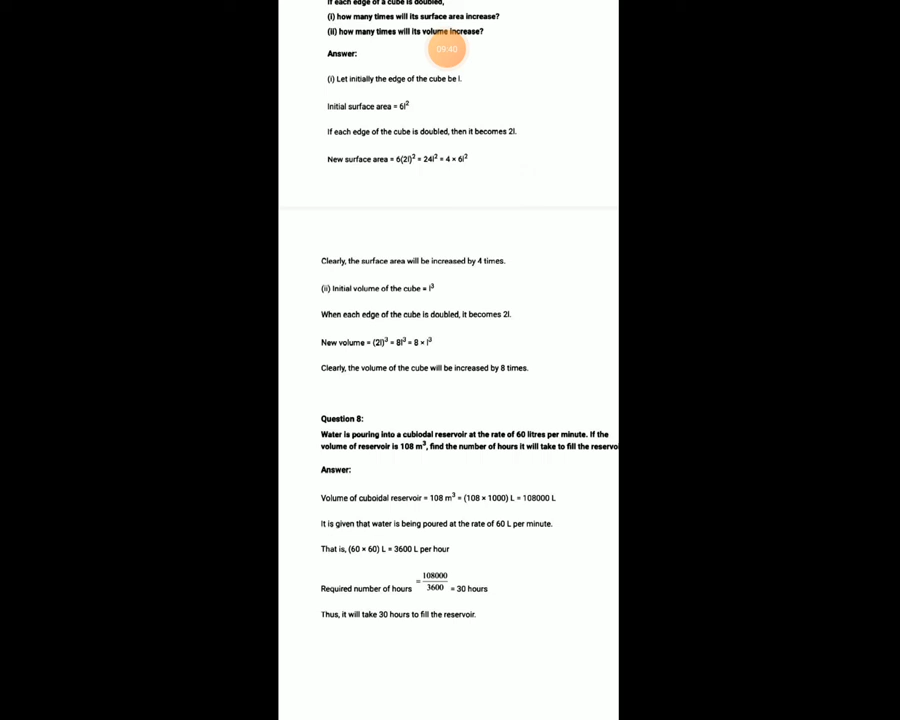 If each edge of a cube is doubled,
(i) how many times will its surface area increase?
(ii) how many times will its volume increase?
09:40
Answer:
(i) Let initially the edge of the cube be l.
Initial surface area = 6l²
If each edge of the cube is doubled, then it becomes 2l.
New surface area = 6(2l)² = 24l² = 4 × 6l²
Clearly, the surface area will be increased by 4 times.
(ii) Initial volume of the cube = l³
When each edge of the cube is doubled, it becomes 2l.
New volume = (2l)³ = 8l³ = 8 × l³
Clearly, the volume of the cube will be increased by 8 times.
Question 8:
Water is pouring into a cubiodal reservoir at the rate of 60 litres per minute. If the
volume of reservoir is 108 m³, find the number of hours it will take to fill the reservo
Answer:
Volume of cuboidal reservoir = 108 m³ = (108 × 1000) L = 108000 L
It is given that water is being poured at the rate of 60 L per minute.
That is, (60 × 60) L = 3600 L per hour
Required number of hours = 108000/3600 = 30 hours
Thus, it will take 30 hours to fill the reservoir.